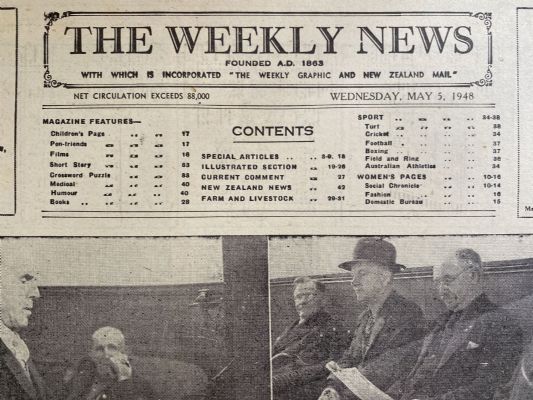 THE WEEKLY NEWS
FOUNDED A.D. 1863
WITH WHICH IS INCORPORATED "THE WEEKLY GRAPHIC AND NEW ZEALAND MAIL"
NET CIRCULATION EXCEEDS 88,000
WEDNESDAY, MAY 5, 1948
MAGAZINE FEATURES—
Children's Page .. .. .. 17
Pen-friends .. .. 17
Films .. .. .. 16
Short Story .. .. 53
Crossword Puzzle .. .. 53
Medical .. .. 40
Humour .. .. 40
Books .. .. .. 28
CONTENTS
SPECIAL ARTICLES .. .. 5-9, 18
ILLUSTRATED SECTION .. 19-26
CURRENT COMMENT .. 27
NEW ZEALAND NEWS .. 42
FARM AND LIVESTOCK .. 29-31
SPORT .. .. .. 34-38
Turf .. .. .. 38
Cricket .. .. .. 34
Football .. .. 37
Boxing .. .. .. 37
Field and Ring .. .. 36
Australian Athletics .. 34
WOMEN'S PAGES .. 10-16
Social Chronicle .. .. 10-14
Fashion .. .. .. 16
Domestic Bureau .. .. 15